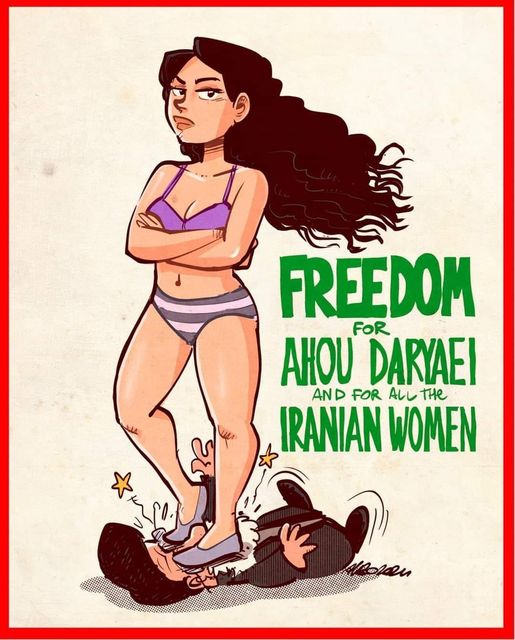 FREEDOM
FOR
AHOU DARYAEI
AND FOR ALL THE
IRANIAN WOMEN